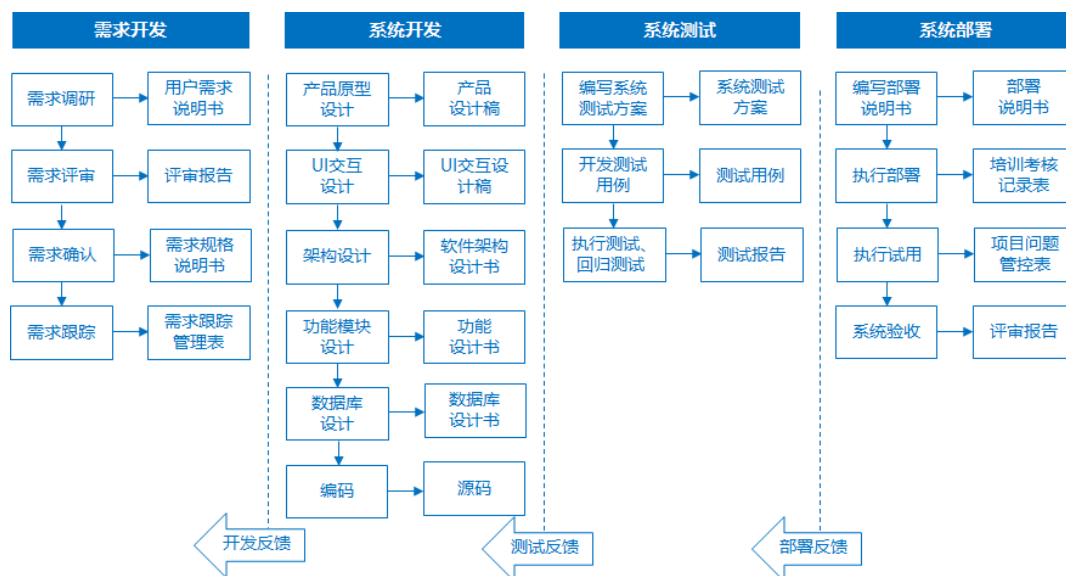 需求开发
需求调研
用户需求
说明书
需求评审
评审报告
需求确认
需求规格
说明书
需求跟踪
需求跟踪
管理表
系统开发
产品原型
设计
产品
设计稿
UI交互
设计
UI交互设
计稿
架构设计
软件架构
设计书
功能模块
设计
功能
设计书
数据库
设计
数据库
设计书
编码
源码
系统测试
编写系统
测试方案
系统测试
方案
开发测试
用例
测试用例
执行测试、
回归测试
测试报告
系统部署
编写部署
说明书
部署
说明书
执行部署
培训考核
记录表
执行试用
项目问题
管控表
系统验收
评审报告
开发反馈
测试反馈
部署反馈